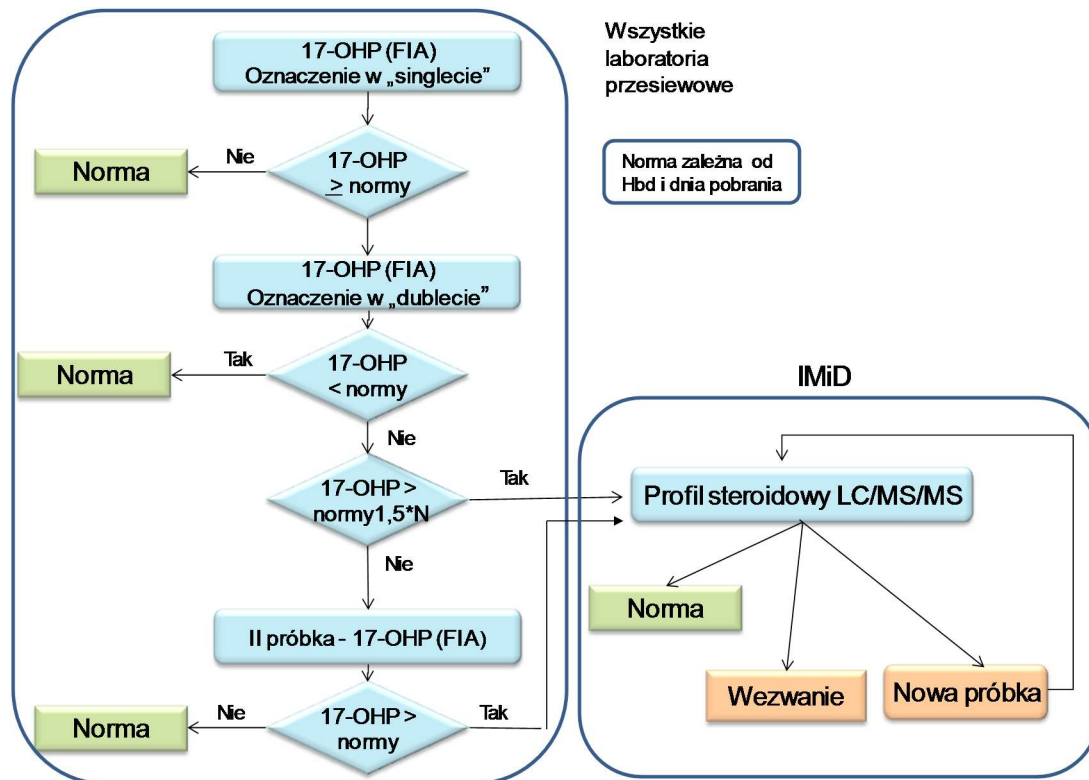 17-OHP (FIA)
Oznaczenie w „singlecie”
Wszystkie
laboratoria
przesiewowe
Nie
Norma
17-OHP
≥ normy
Norma zależna od
Hbd i dnia pobrania
17-OHP (FIA)
Oznaczenie w „dublecie”
Tak
Norma
17-OHP
< normy
Nie
17-OHP >
normy1,5*N
Tak
Nie
II próbka - 17-OHP (FIA)
Nie
Norma
17-OHP>
normy
Tak
IMiD
Profil steroidowy LC/MS/MS
Norma
Wezwanie
Nowa próbka